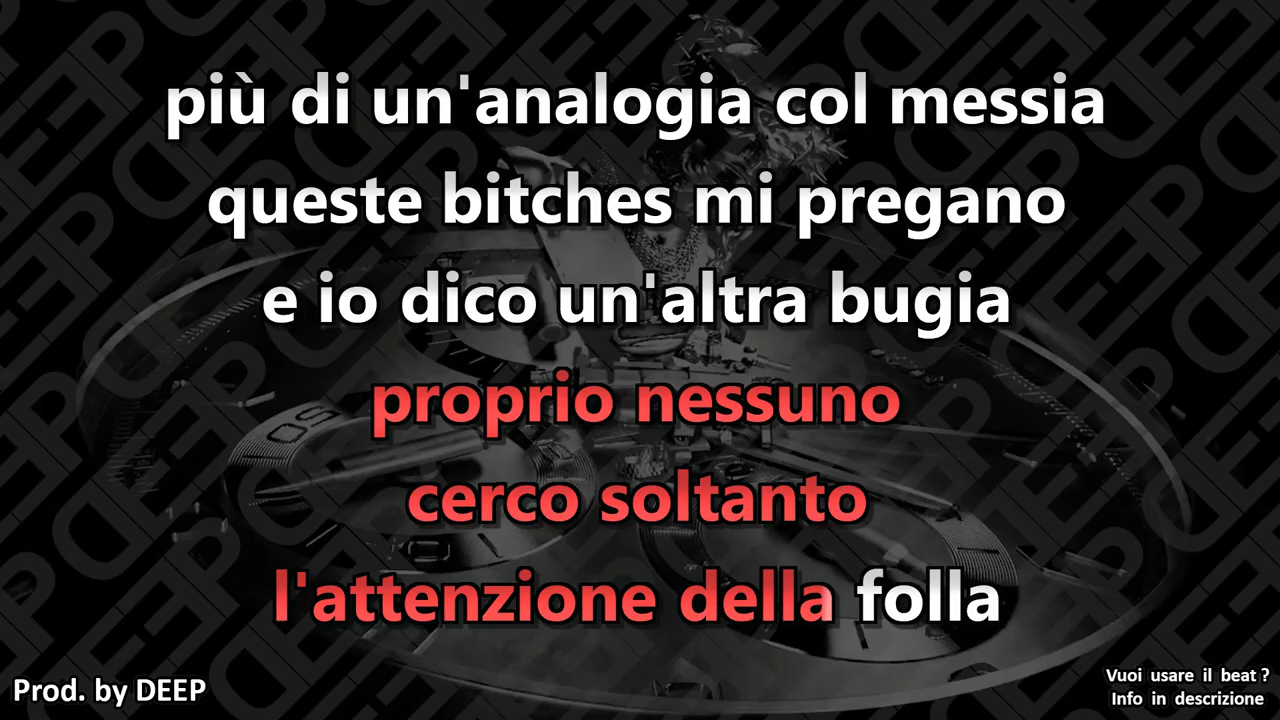 più di un'analogia col messia
queste bitches mi pregano
e io dico un'altra bugia
proprio nessuno
cerco soltanto
l'attenzione della folla
Prod. by DEEP
Vuoi usare il beat ?
Info in descrizione